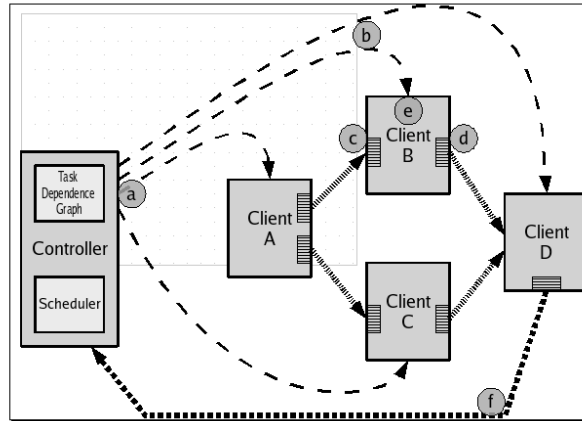 b
e
c
Client
B
d
Task
Dependence
Graph
a
Controller
Client
A
Client
D
Scheduler
Client
C
f